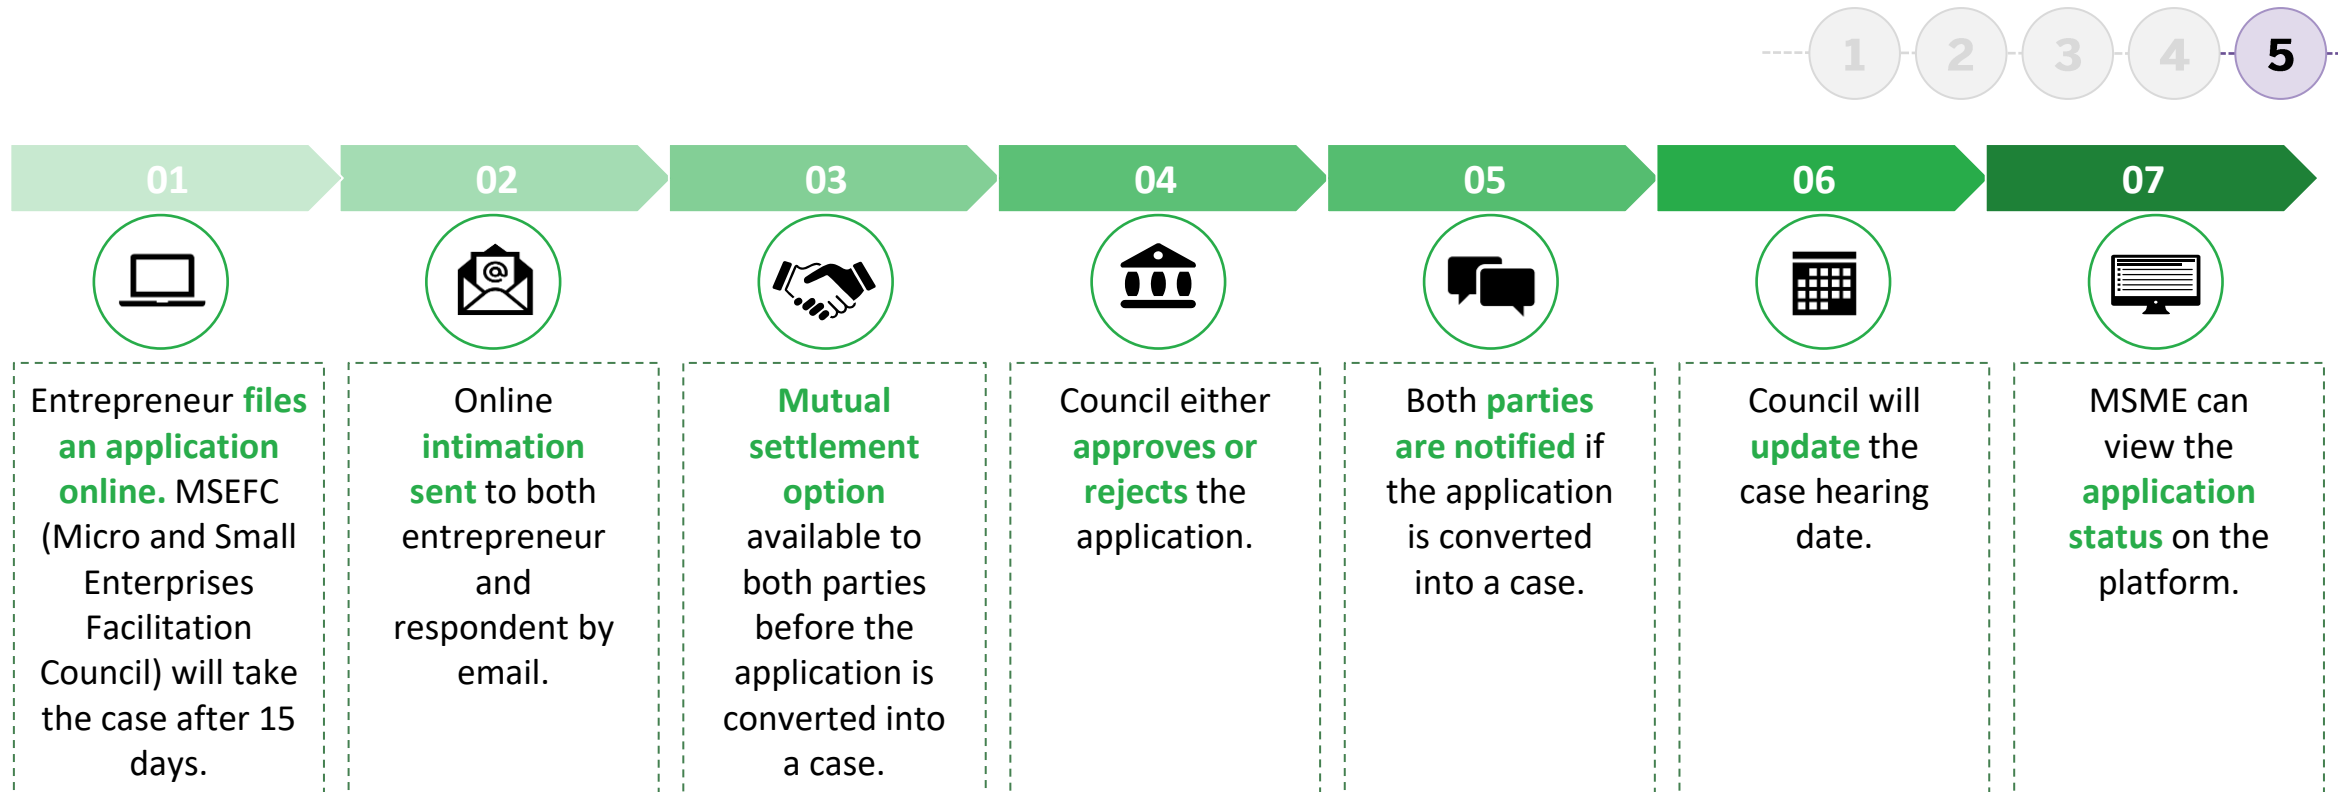 1 2 3 4 5
01 02 03 04 05 06 07
@
Entrepreneur files
an application
online. MSEFC
(Micro and Small
Enterprises
Facilitation
Council) will take
the case after 15
days.
Online
intimation
sent to both
entrepreneur
and
respondent by
email.
Mutual
settlement
option
available to
both parties
before the
application is
converted into
a case.
Council either
approves or
rejects the
application.
Both parties
are notified if
the application
is converted
into a case.
Council will
update the
case hearing
date.
MSME can
view the
application
status on the
platform.